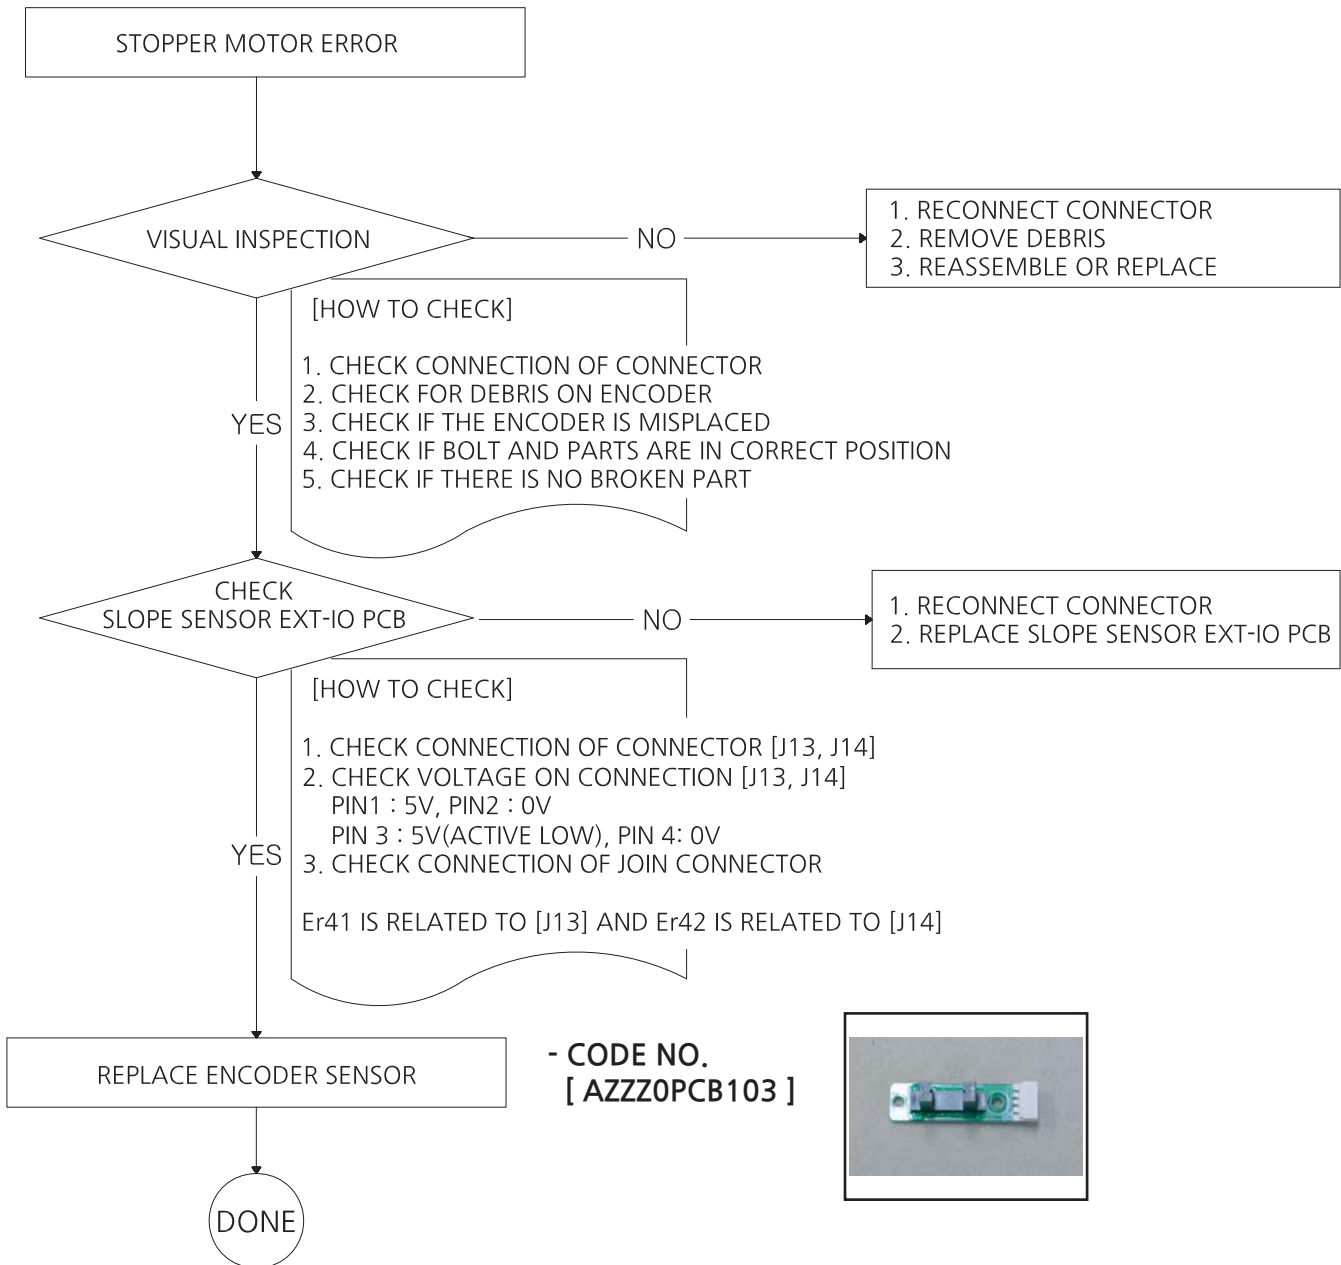 STOPPER MOTOR ERROR
VISUAL INSPECTION
NO
1. RECONNECT CONNECTOR
2. REMOVE DEBRIS
3. REASSEMBLE OR REPLACE
[HOW TO CHECK]
1. CHECK CONNECTION OF CONNECTOR
2. CHECK FOR DEBRIS ON ENCODER
3. CHECK IF THE ENCODER IS MISPLACED
4. CHECK IF BOLT AND PARTS ARE IN CORRECT POSITION
5. CHECK IF THERE IS NO BROKEN PART
YES
CHECK
SLOPE SENSOR EXT-IO PCB
NO
1. RECONNECT CONNECTOR
2. REPLACE SLOPE SENSOR EXT-IO PCB
[HOW TO CHECK]
1. CHECK CONNECTION OF CONNECTOR [J13, J14]
2. CHECK VOLTAGE ON CONNECTION [J13, J14]
PIN1 : 5V, PIN2 : 0V
PIN 3 : 5V(ACTIVE LOW), PIN 4: 0V
3. CHECK CONNECTION OF JOIN CONNECTOR
Er41 IS RELATED TO [J13] AND Er42 IS RELATED TO [J14]
YES
REPLACE ENCODER SENSOR
- CODE NO.
[ AZZZ0PCB103 ]
DONE